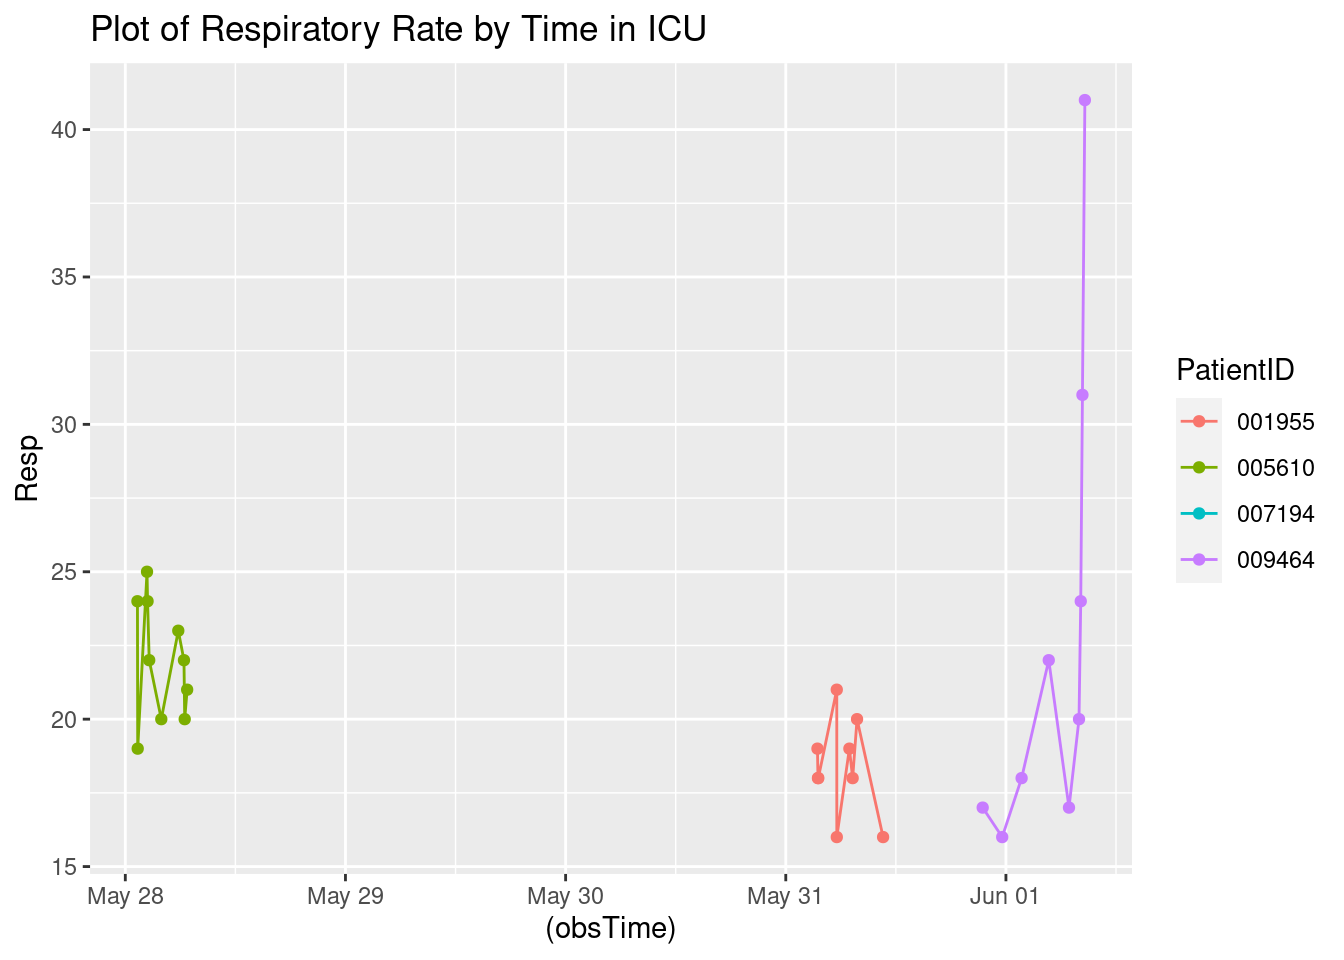 Plot of Respiratory Rate by Time in ICU
40
35
30
25
20
15
Resp
May 28 May 29 May 30 May 31 Jun 01
(obsTime)
PatientID
001955
005610
007194
009464